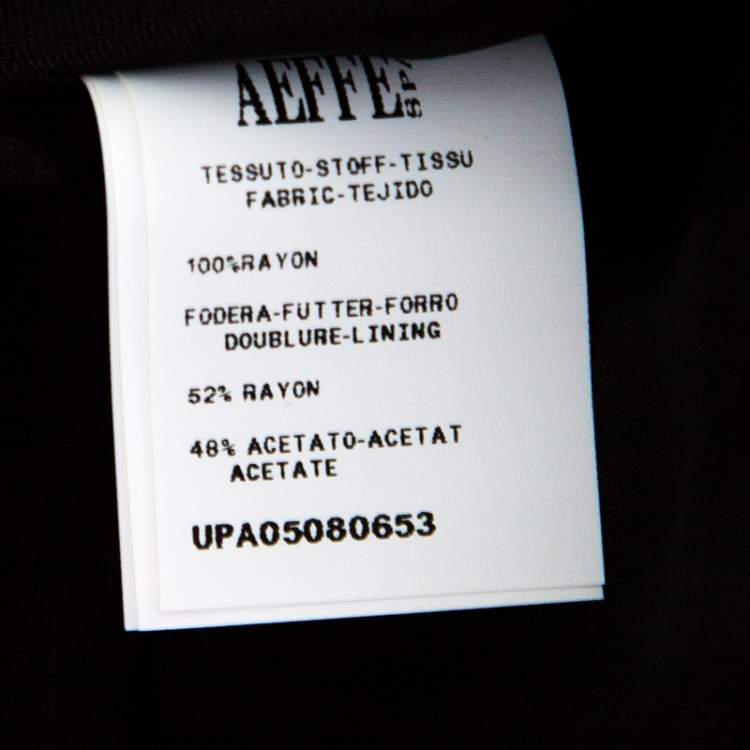 AEFFE SPA
TESSUTO-STOFF-TISSU
FABRIC-TEJIDO
100%RAYON
FODERA-FUTTER-FORRO
DOUBLURE-LINING
52% RAYON
48% ACETATO-ACETAT
ACETATE
UPA05080653